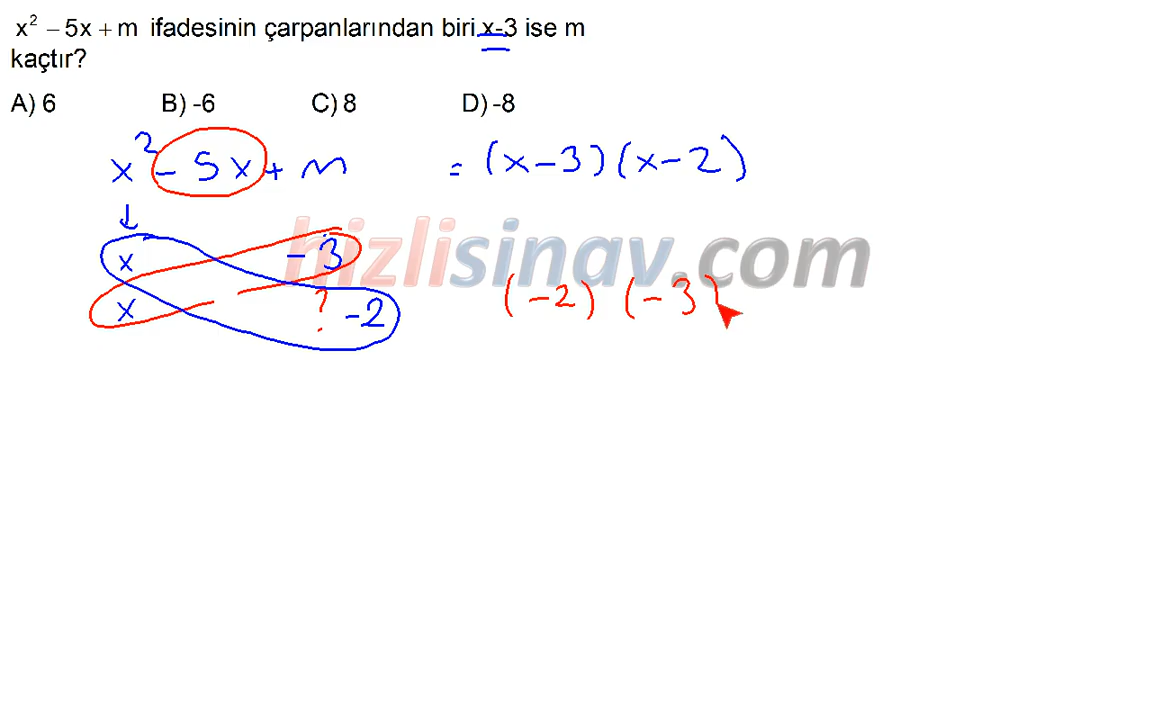 x² – 5x + m ifadesinin çarpanlarından biri x-3 ise m
kaçtır?
A) 6 B) -6 C) 8 D) -8
x² - 5x + m = (x-3)(x-2)
hizlisinav.com
x -3
x ? -2
(-2) (-3)